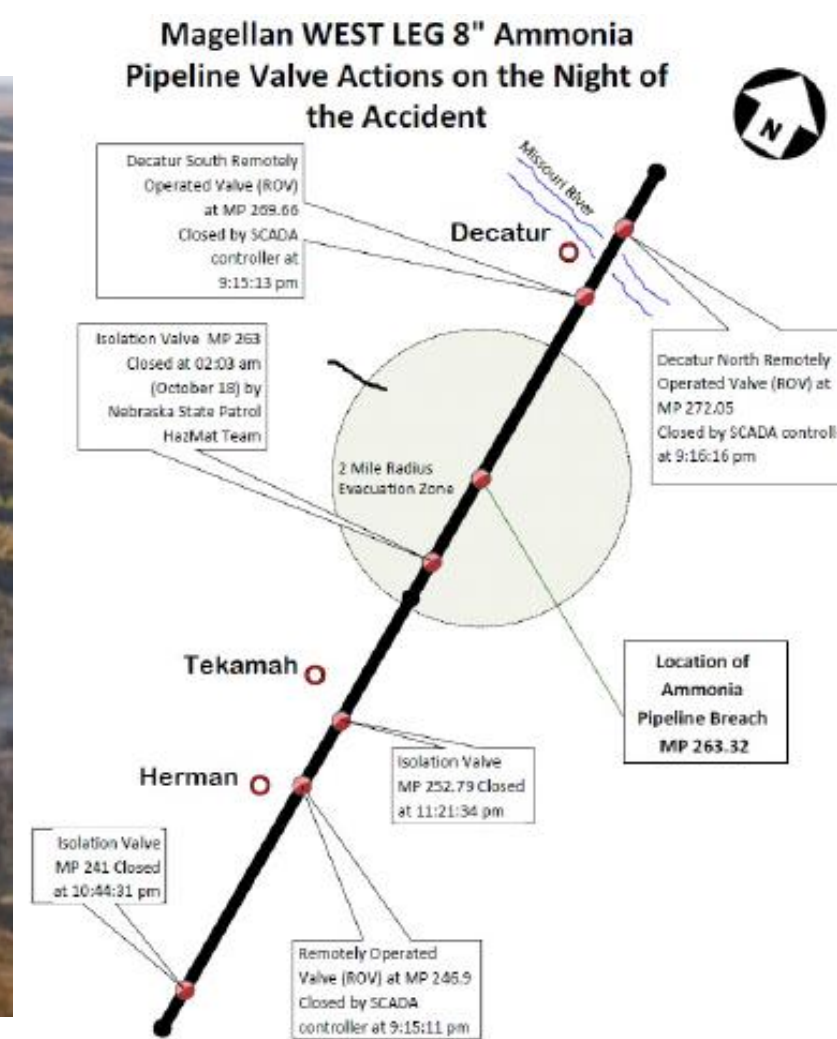 Magellan WEST LEG 8" Ammonia
Pipeline Valve Actions on the Night of
the Accident
N
Decatur South Remotely
Operated Valve (ROV)
at MP 269.66
Closed by SCADA
controller at
9:15:13 pm
Missouri River
Decatur
Isolation Valve MP 263
Closed at 02:03 am
(October 18) by
Nebraska State Patrol
HazMat Team
Decatur North Remotely
Operated Valve (ROV) at
MP 272.05
Closed by SCADA controll
at 9:16:16 pm
2 Mile Radius
Evacuation Zone
Location of
Ammonia
Pipeline Breach
MP 263.32
Tekamah
Isolation Valve
MP 252.79 Closed
at 11:21:34 pm
Herman
Isolation Valve
MP 241 Closed
at 10:44:31 pm
Remotely Operated
Valve (ROV) at MP 246.9
Closed by SCADA
controller at 9:15:11 pm